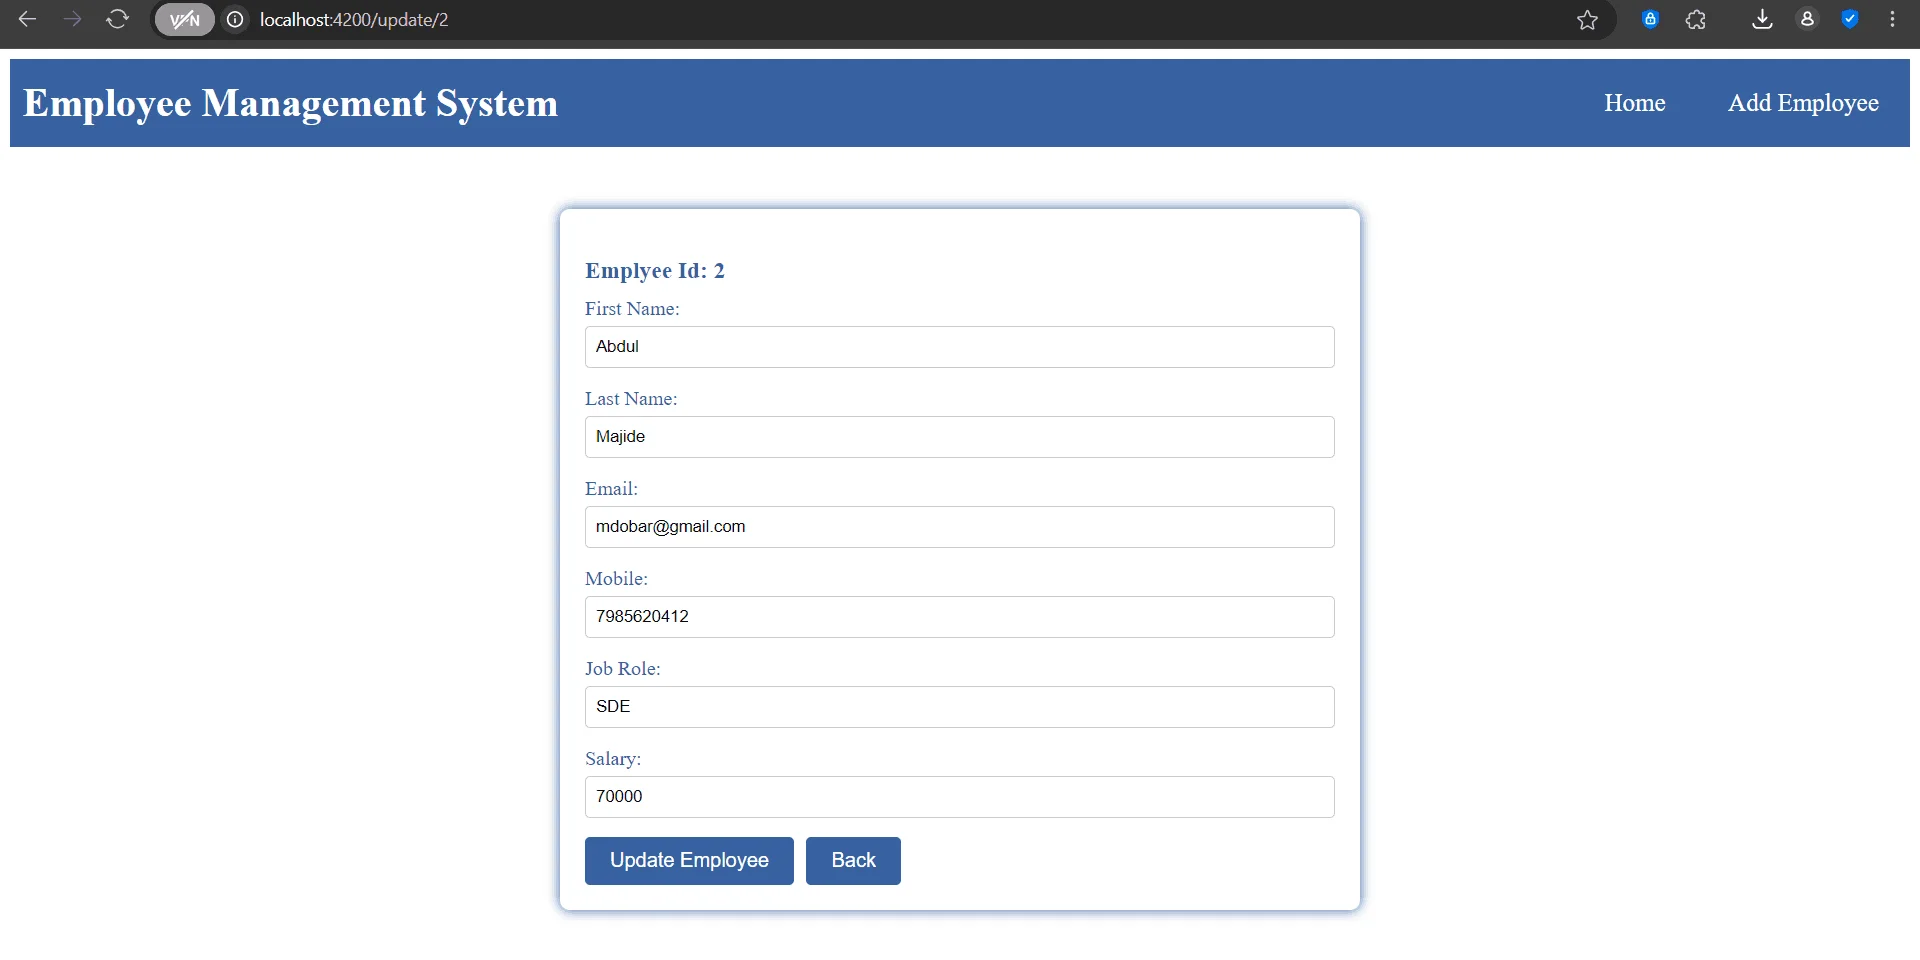 VPN
localhost:4200/update/2
Employee Management System
Home
Add Employee
Emplyee Id: 2
First Name:
Abdul
Last Name:
Majide
Email:
mdobar@gmail.com
Mobile:
7985620412
Job Role:
SDE
Salary:
70000
Update Employee
Back